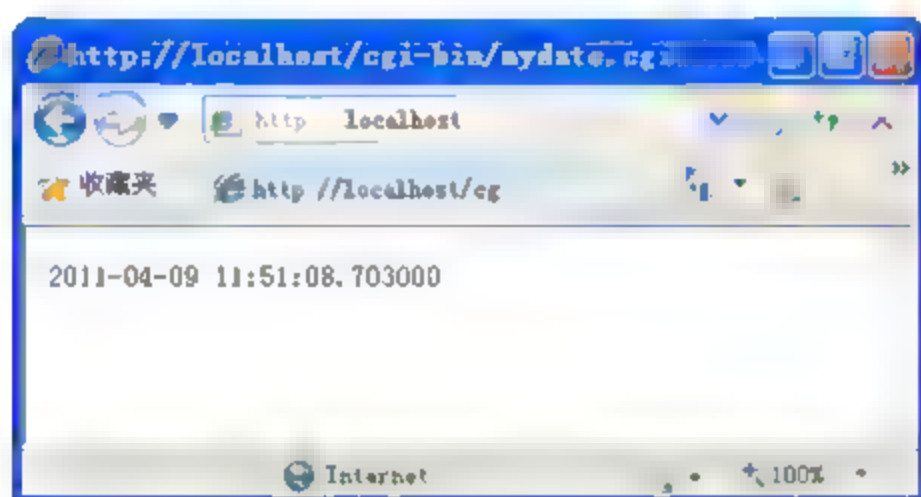 http://localhost/cgi-bin/mydate.cgi
http localhost
收藏夹 http //localhost/cg
2011-04-09 11:51:08.703000
Internet 100%